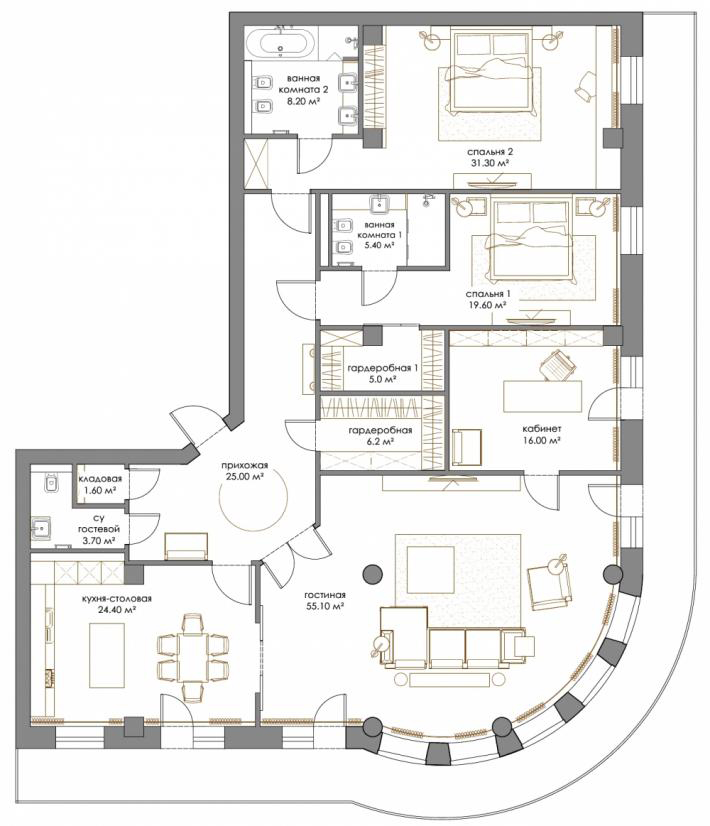 ванная
комната 2
8.20 м²
спальня 2
31.30 м²
ванная
комната 1
5.40 м²
спальня 1
19.60 м²
гардеробная 1
5.0 м²
гардеробная
6.2 м²
кабинет
16.00 м²
прихожая
25.00 м²
кладовая
1.60 м²
су
гостевой
3.70 м²
кухня-столовая
24.40 м²
гостиная
55.10 м²